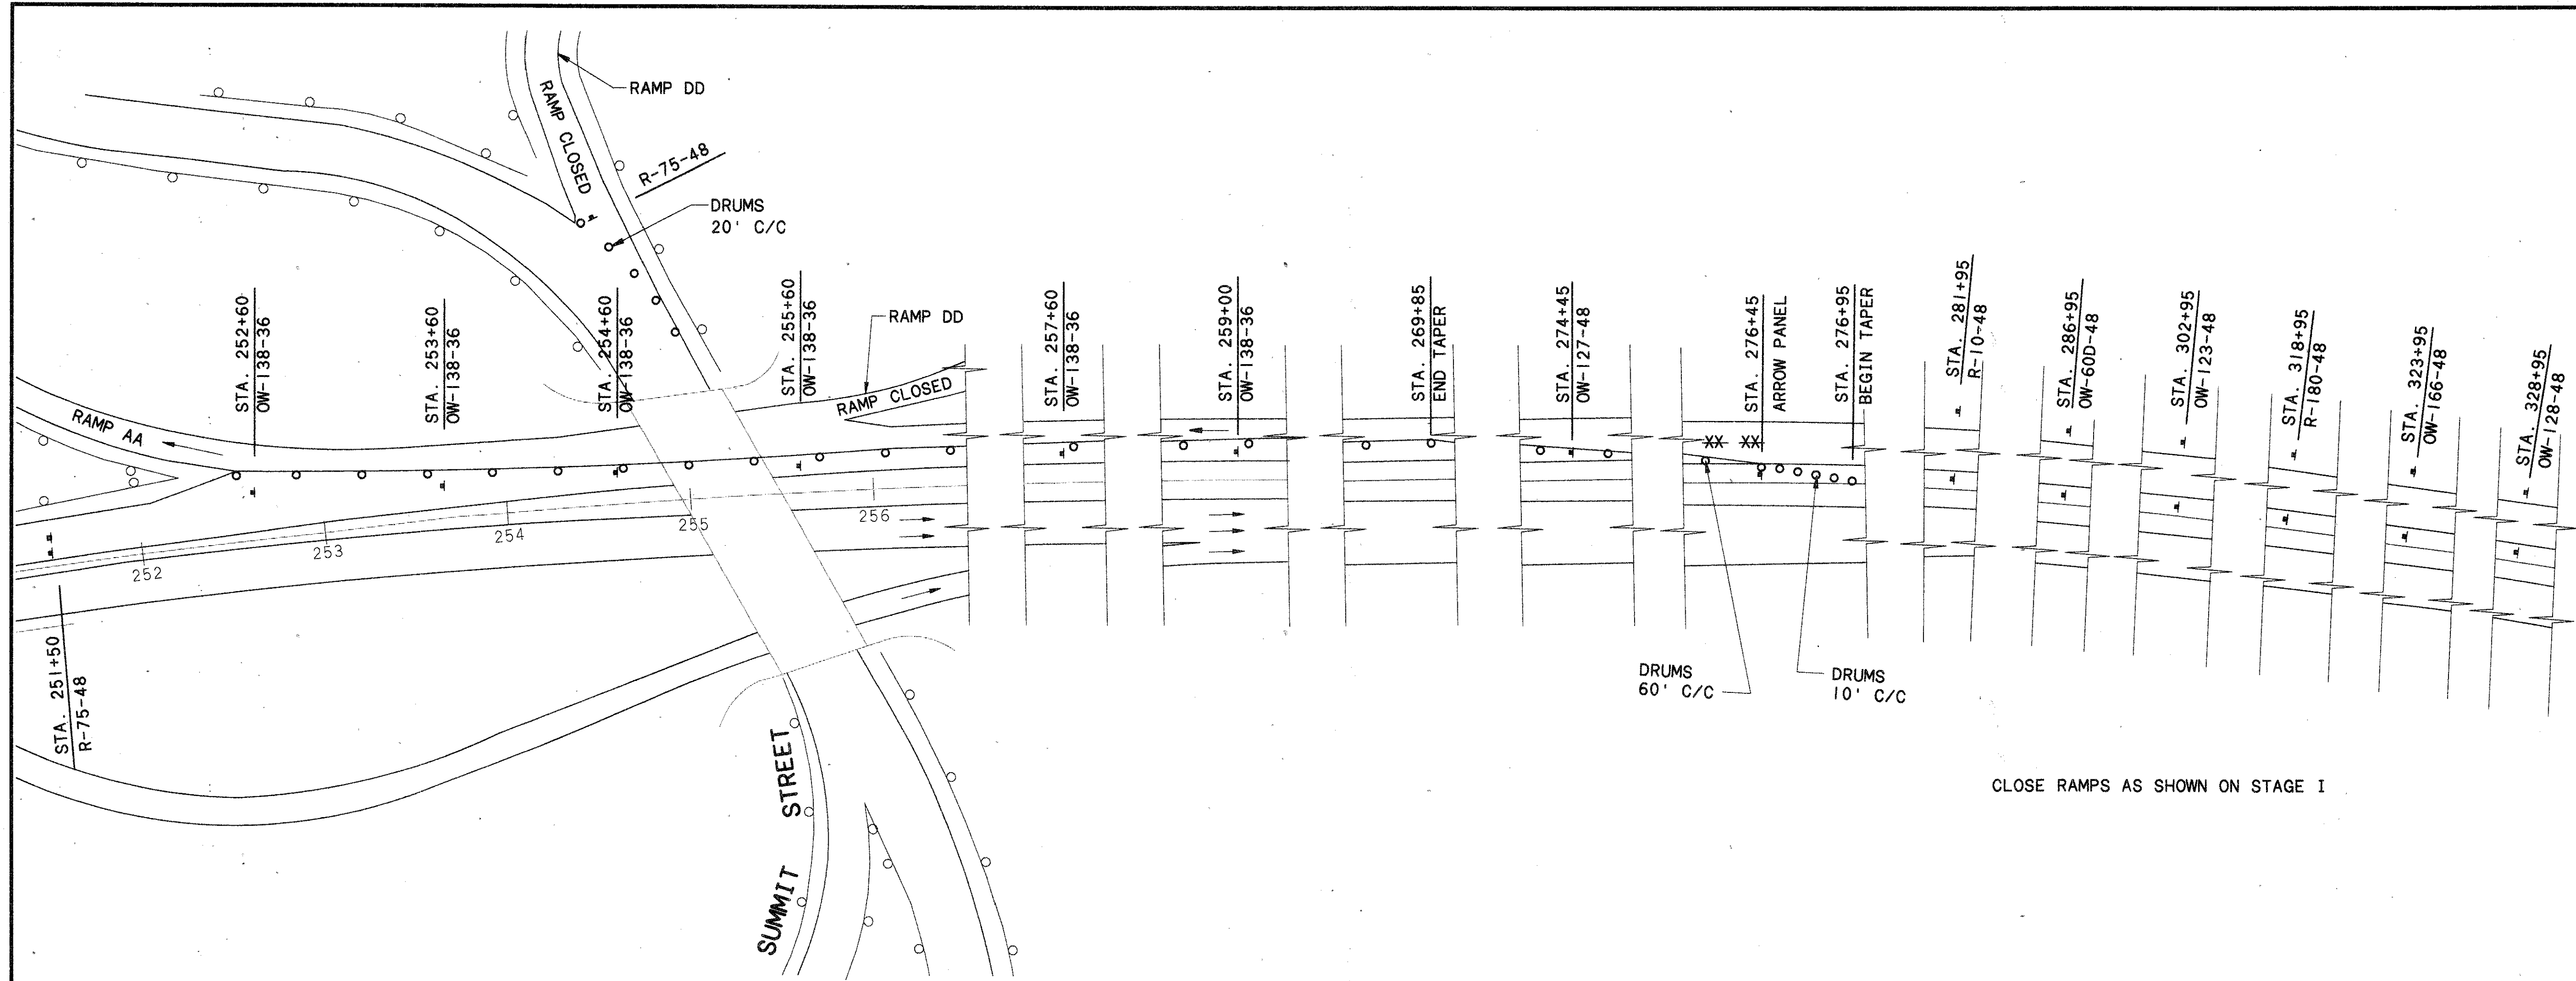 RAMP DD
RAMP CLOSED
R-75-48
DRUMS
20' C/C
STA. 252+60
OW-138-36
STA. 253+60
OW-138-36
STA. 254+60
OW-138-36
STA. 255+60
OW-138-36
RAMP DD
RAMP CLOSED
STA. 257+60
OW-138-36
STA. 259+00
OW-138-36
STA. 269+85
END TAPER
STA. 274+45
OW-127-48
STA. 276+45
ARROW PANEL
STA. 276+95
BEGIN TAPER
STA. 281+95
R-10-48
STA. 286+95
OW-60D-48
STA. 302+95
OW-123-48
STA. 318+95
R-180-48
STA. 323+95
OW-166-48
STA. 328+95
OW-128-48
RAMP AA
XX XX
252
253
254
255
256
STA. 251+50
R-75-48
DRUMS
60' C/C
DRUMS
10' C/C
SUMMIT STREET
CLOSE RAMPS AS SHOWN ON STAGE I